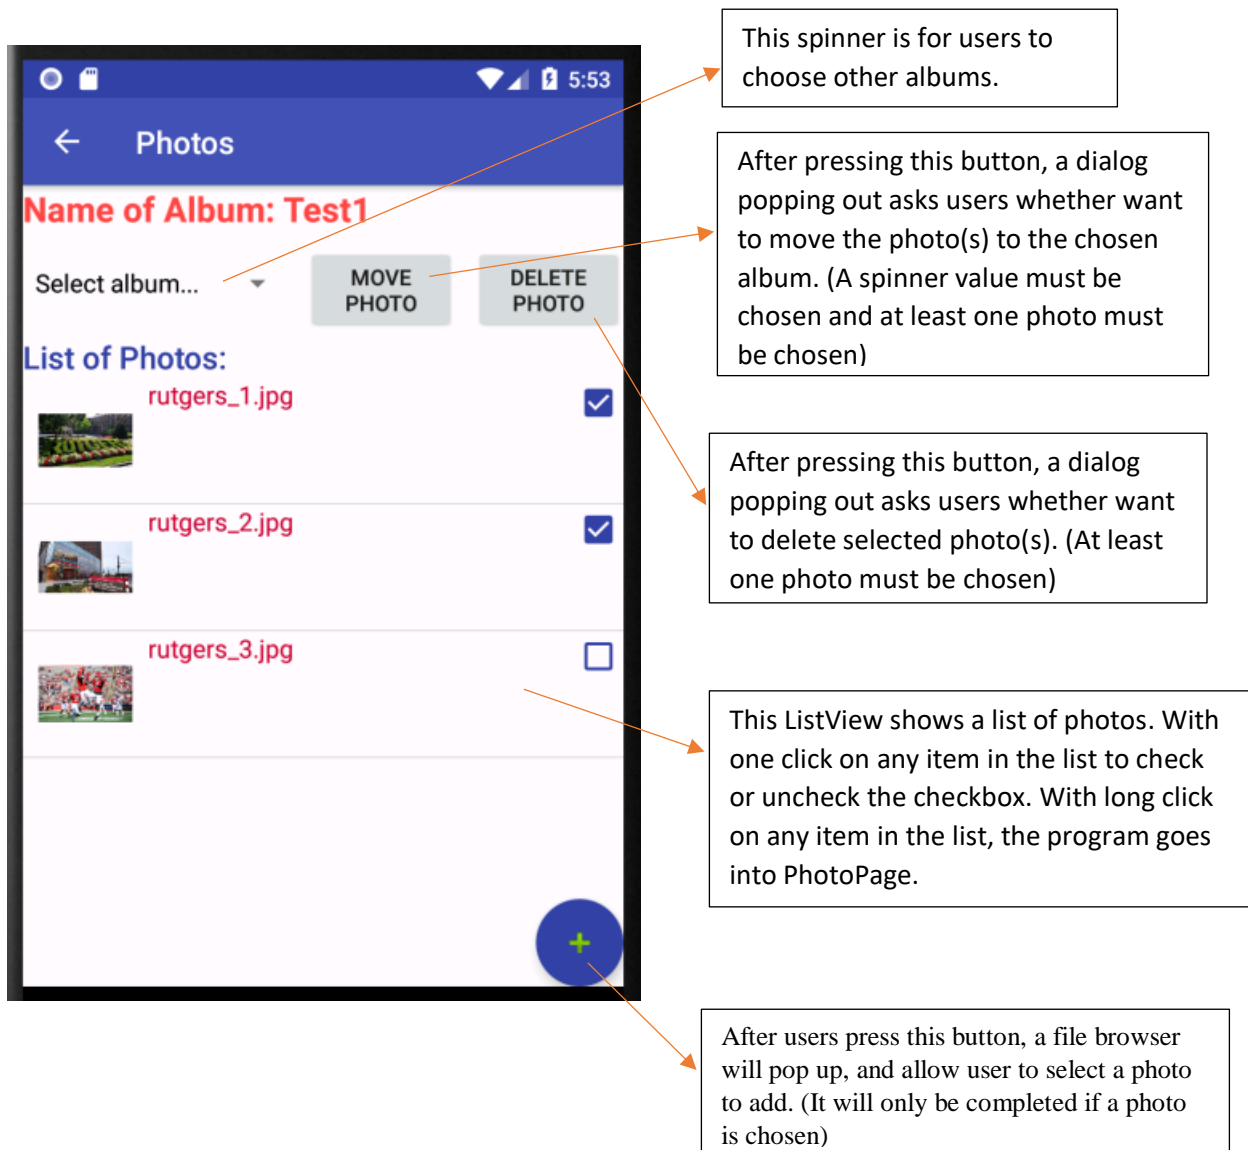 5:53
Photos
Name of Album: Test1
Select album...
MOVE
PHOTO
DELETE
PHOTO
List of Photos:
rutgers_1.jpg
rutgers_2.jpg
rutgers_3.jpg
+
This spinner is for users to
choose other albums.
After pressing this button, a dialog
popping out asks users whether want
to move the photo(s) to the chosen
album. (A spinner value must be
chosen and at least one photo must
be chosen)
After pressing this button, a dialog
popping out asks users whether want
to delete selected photo(s). (At least
one photo must be chosen)
This ListView shows a list of photos. With
one click on any item in the list to check
or uncheck the checkbox. With long click
on any item in the list, the program goes
into PhotoPage.
After users press this button, a file browser
will pop up, and allow user to select a photo
to add. (It will only be completed if a photo
is chosen)